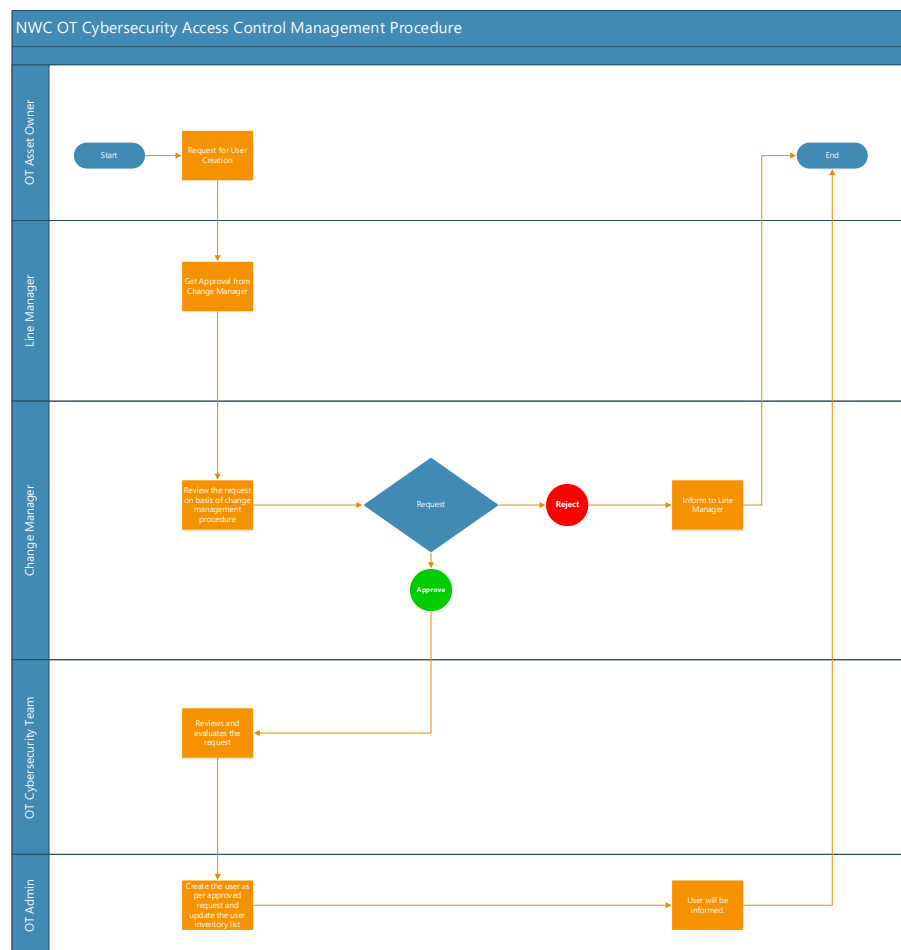 NWC OT Cybersecurity Access Control Management Procedure
OT Asset Owner
Start
Request for User
Creation
End
Line Manager
Get Approval from
Change Manager
Change Manager
Review the request
on basis of change
management
procedure
Request
Reject
Inform to Line
Manager
Approve
OT Cybersecurity Team
Reviews and
evaluates the
request
OT Admin
Create the user as
per approved
request and
update the user
inventory list
User will be
informed.